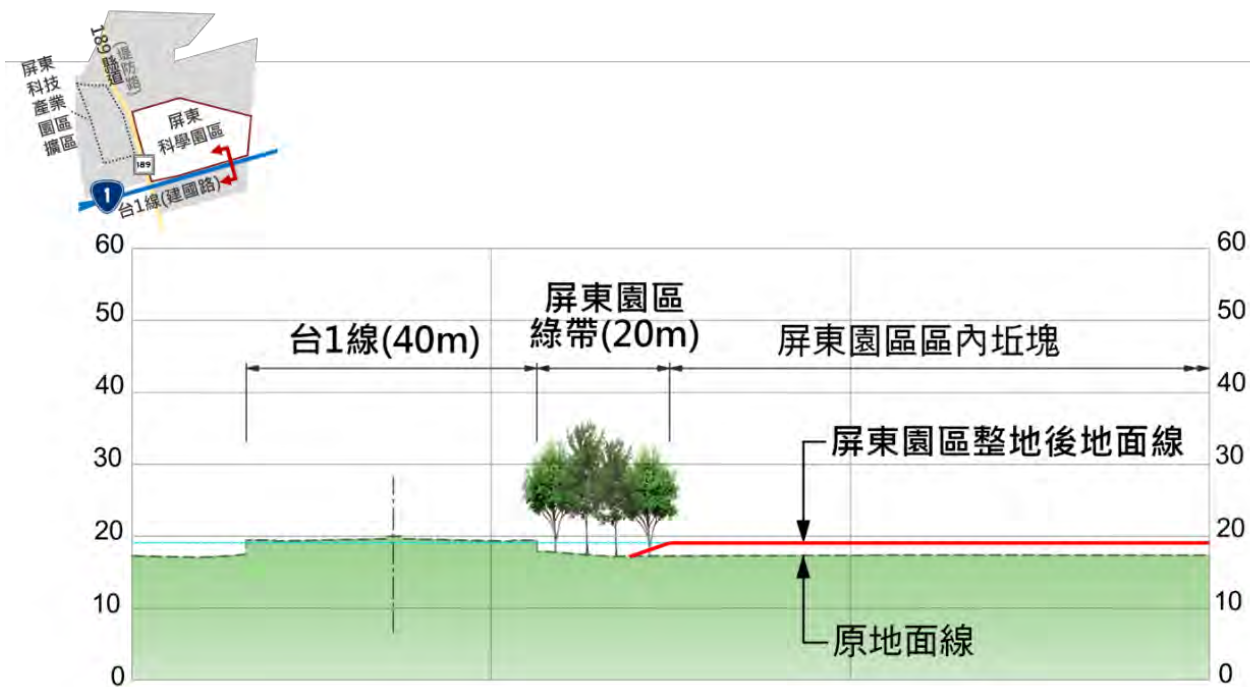 189 縣道
(堤防路)
屏東
科技
產業
園區
擴區
屏東
科學園區
189
1
台1線(建國路)
60
60
屏東園區
綠帶(20m)
台1線(40m)
屏東園區區內坵塊
50
50
40
40
屏東園區整地後地面線
30
30
20
20
10
10
原地面線
0
0